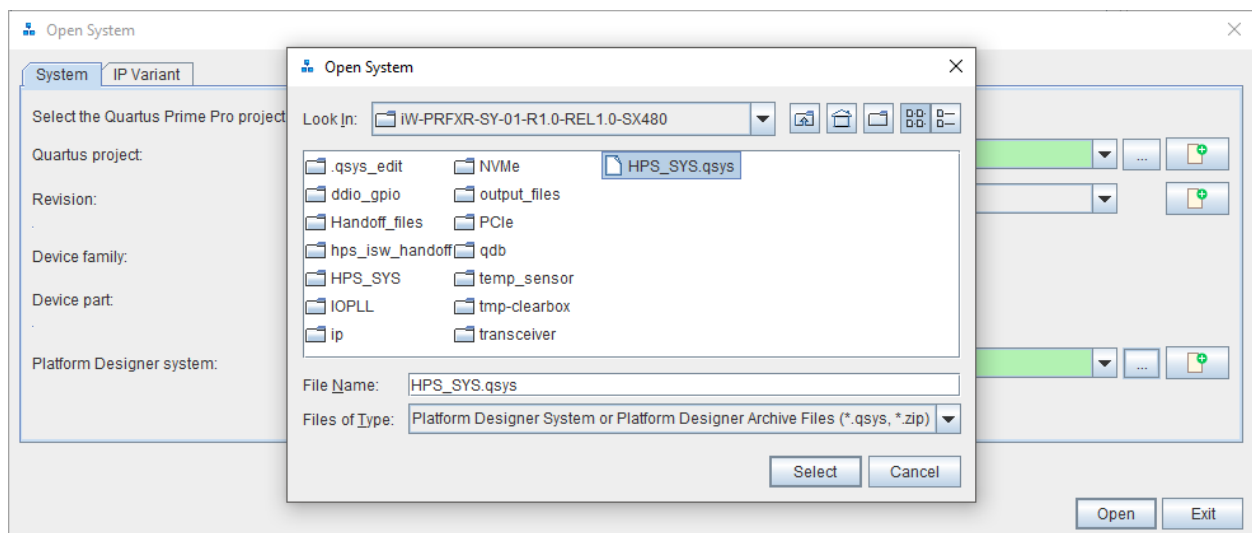 Open System
System IP Variant
Select the Quartus Prime Pro project
Quartus project:
...
Revision:
Device family:
Device part:
Platform Designer system:
...
Open Exit
Open System
Look In: iW-PRFXR-SY-01-R1.0-REL1.0-SX480
.qsys_edit NVMe HPS_SYS.qsys
ddio_gpio output_files
Handoff_files PCIe
hps_isw_handoff qdb
HPS_SYS temp_sensor
IOPLL tmp-clearbox
ip transceiver
File Name: HPS_SYS.qsys
Files of Type: Platform Designer System or Platform Designer Archive Files (*.qsys, *.zip)
Select Cancel